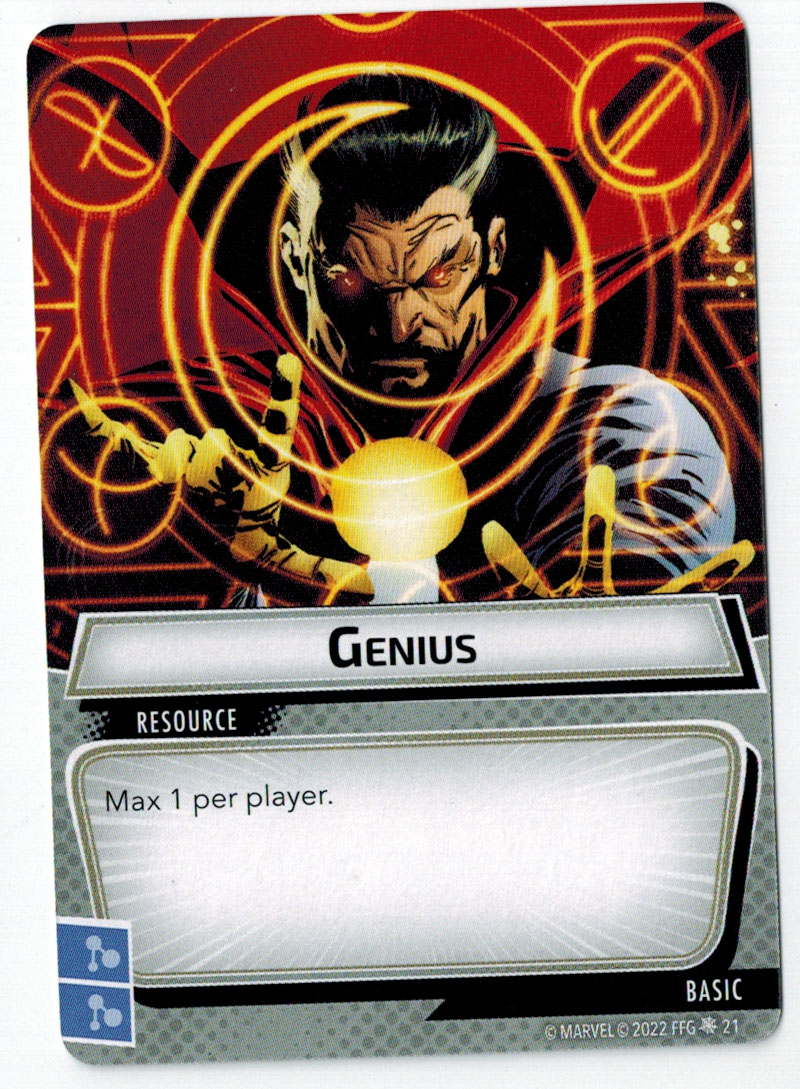 GENIUS
RESOURCE
Max 1 per player.
BASIC
© MARVEL © 2022 FFG 21